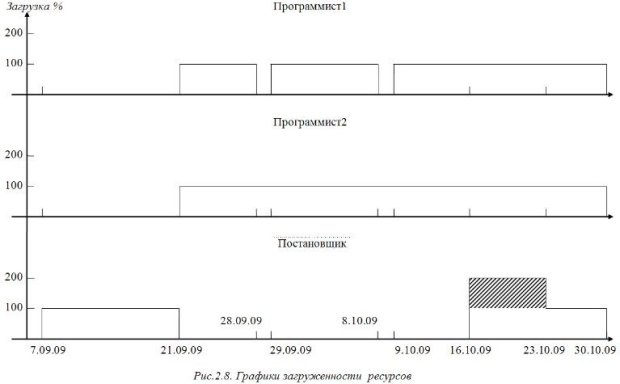 Загрузка %
Программист1
200
100
Программист2
200
100
Постановщик
200
100
28.09.09 8.10.09
7.09.09 21.09.09 29.09.09 9.10.09 16.10.09 23.10.09 30.10.09
Рис.2.8. Графики загруженности ресурсов